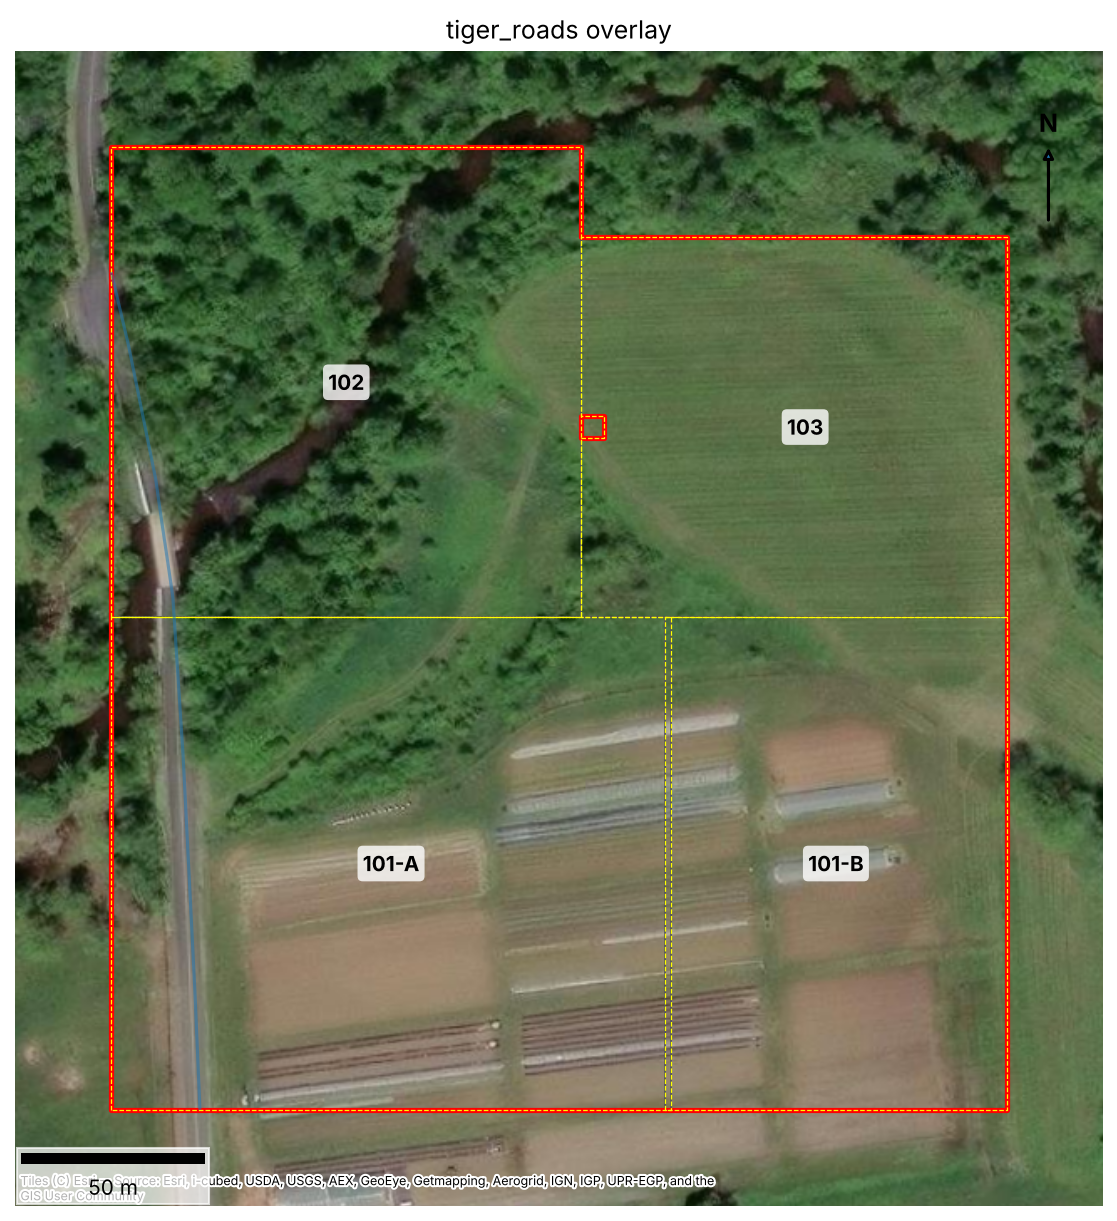 tiger_roads overlay
N
102
103
101-A
101-B
50 m
Tiles (C) Esri -- Source: Esri, i-cubed, USDA, USGS, AEX, GeoEye, Getmapping, Aerogrid, IGN, IGP, UPR-EGP, and the
GIS User Community